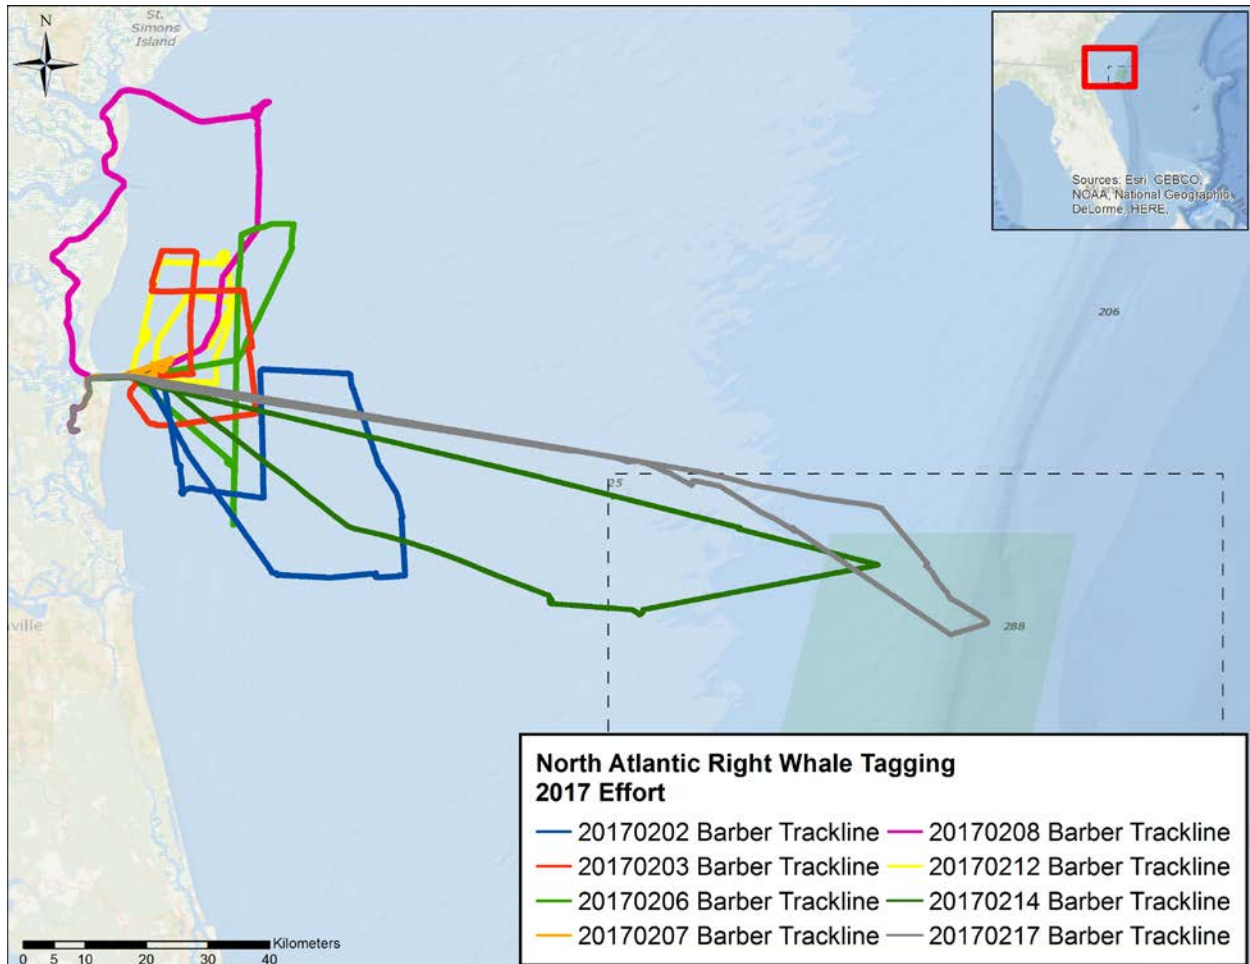 N
St.
Simons
Island
Sources: Esri, GEBCO,
NOAA, National Geographic,
DeLorme, HERE,
206
25
288
ville
North Atlantic Right Whale Tagging
2017 Effort
20170202 Barber Trackline
20170208 Barber Trackline
20170203 Barber Trackline
20170212 Barber Trackline
20170206 Barber Trackline
20170214 Barber Trackline
20170207 Barber Trackline
20170217 Barber Trackline
Kilometers
0 5 10 20 30 40